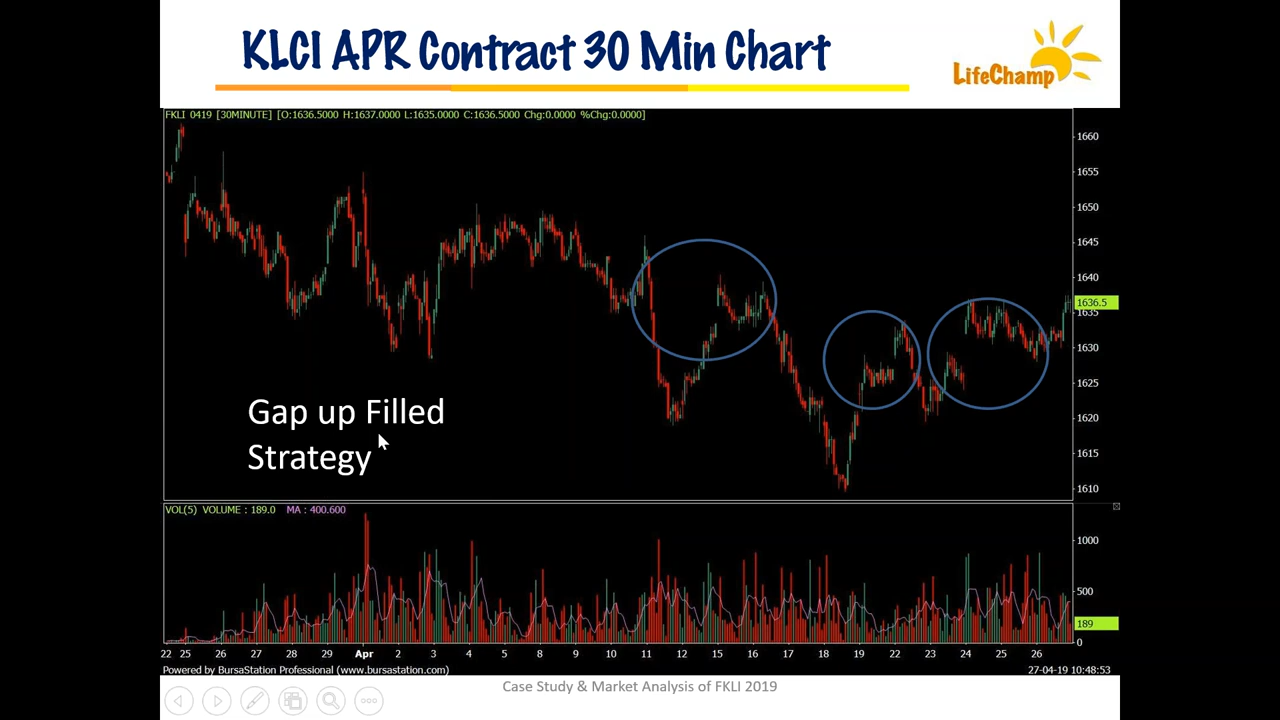 KLCI APR Contract 30 Min Chart
LifeChamp
FKLI 0419 [30MINUTE] [O:1636.5000 H:1637.0000 L:1635.0000 C:1636.5000 Chg:0.0000 %Chg:0.0000]
1660
1655
1650
1645
1640
1636.5
1635
1630
1625
1620
1615
1610
Gap up Filled
Strategy
VOL(5) VOLUME : 189.0 MA : 400.600
1000
500
189
0
22 25 26 27 28 29 Apr 2 3 4 5 8 9 10 11 12 15 16 17 18 19 22 23 24 25 26
Powered by BursaStation Professional (www.bursastation.com) 27-04-19 10:48:53
Case Study & Market Analysis of FKLI 2019